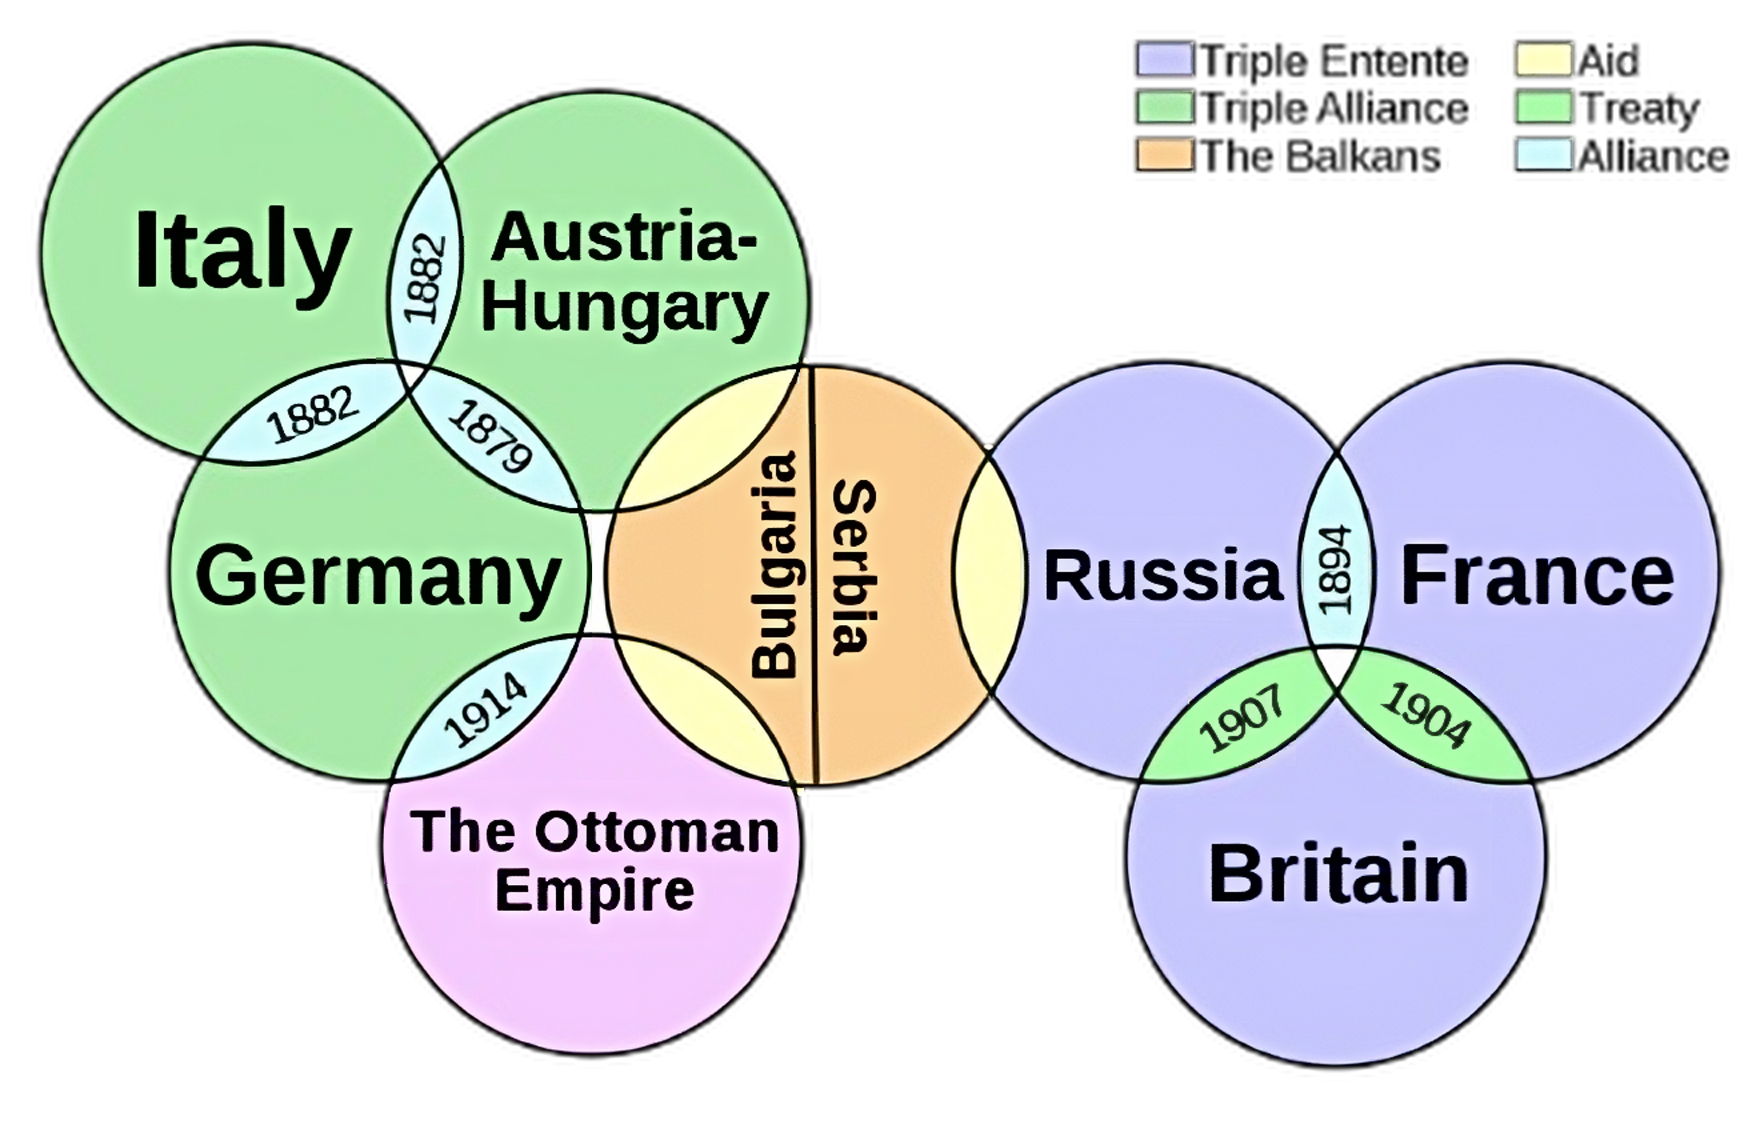 Triple Entente
Triple Alliance
The Balkans
Aid
Treaty
Alliance
Italy
Austria-
Hungary
1882
1882
1879
Germany
Bulgaria
Serbia
Russia
1894
France
1914
1907
1904
The Ottoman
Empire
Britain